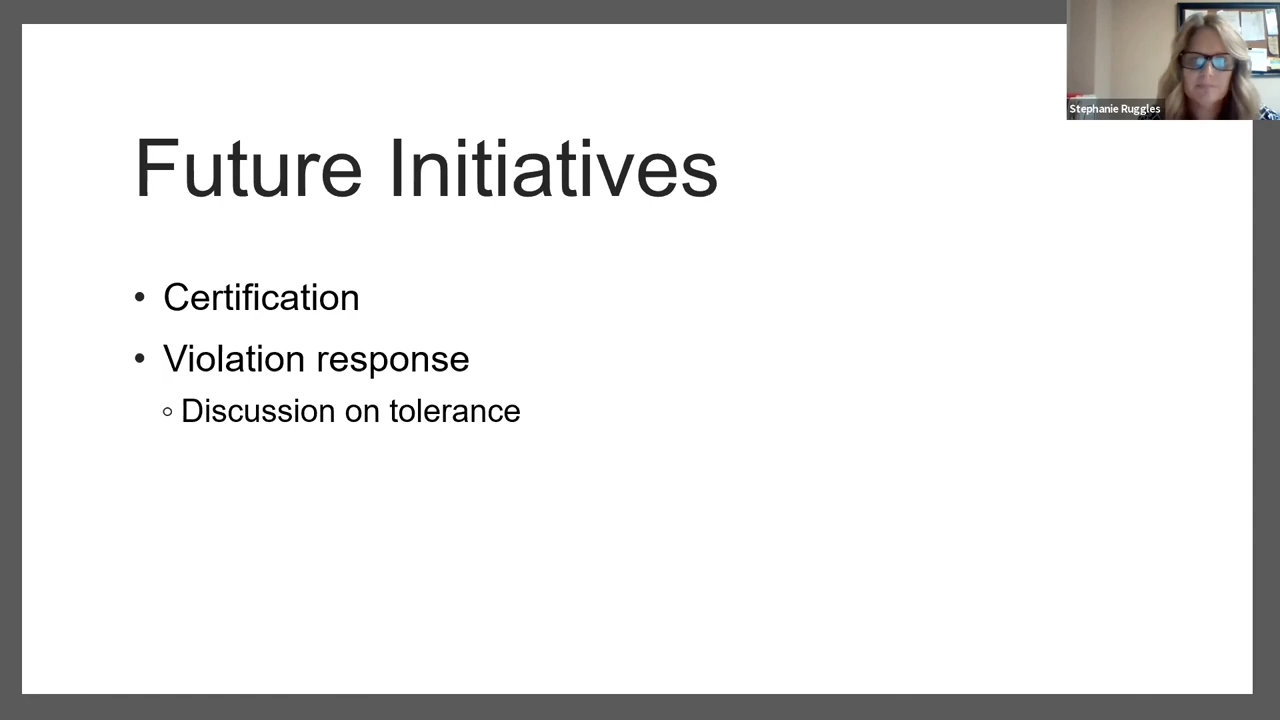 Stephanie Ruggles
Future Initiatives
• Certification
• Violation response
◦ Discussion on tolerance